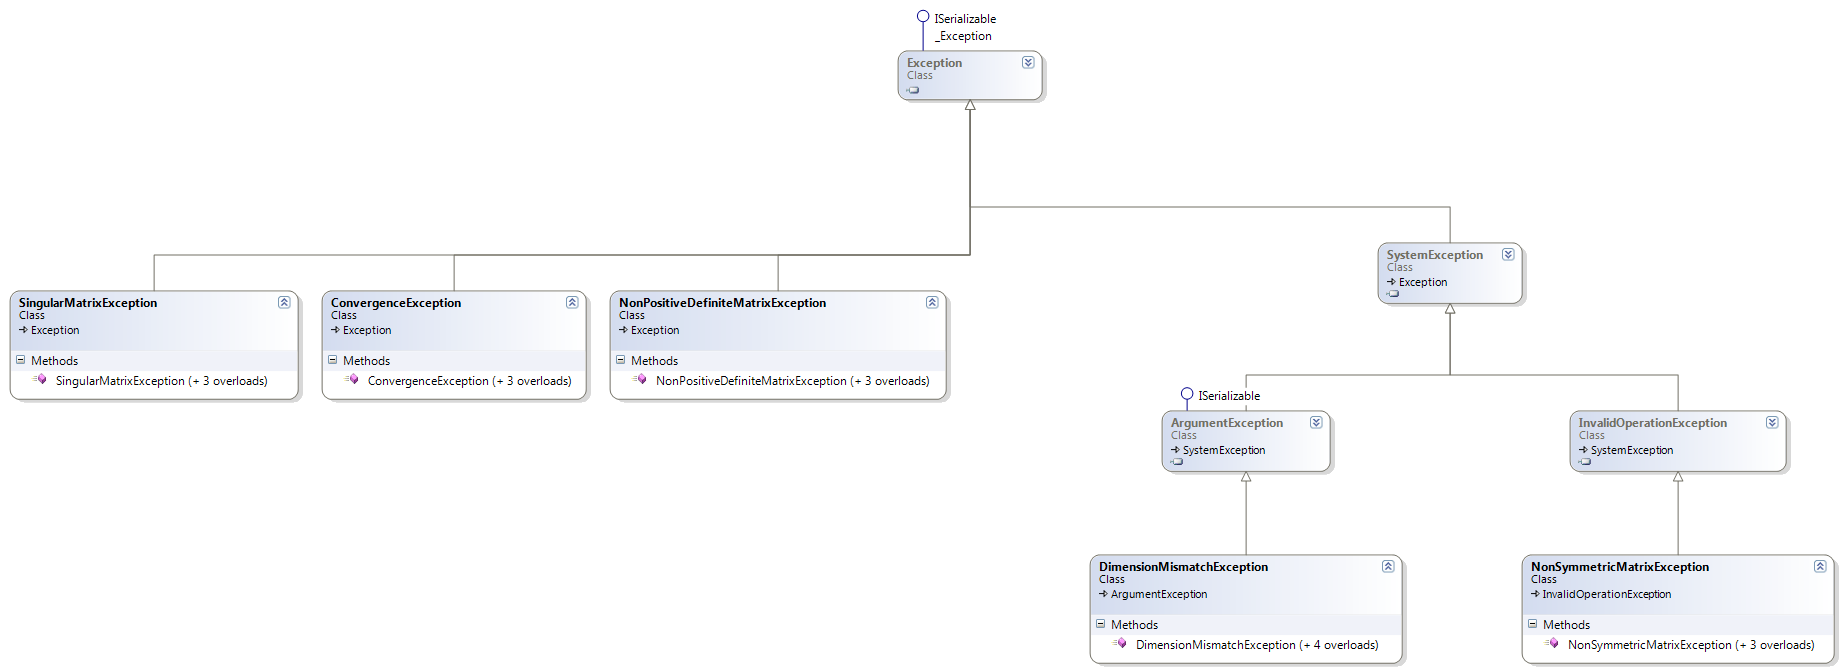 ISerializable
_Exception
Exception
Class
SystemException
Class
Exception
SingularMatrixException
Class
Exception
Methods
SingularMatrixException (+ 3 overloads)
ConvergenceException
Class
Exception
Methods
ConvergenceException (+ 3 overloads)
NonPositiveDefiniteMatrixException
Class
Exception
Methods
NonPositiveDefiniteMatrixException (+ 3 overloads)
ISerializable
ArgumentException
Class
SystemException
InvalidOperationException
Class
SystemException
DimensionMismatchException
Class
ArgumentException
Methods
DimensionMismatchException (+ 4 overloads)
NonSymmetricMatrixException
Class
InvalidOperationException
Methods
NonSymmetricMatrixException (+ 3 overloads)